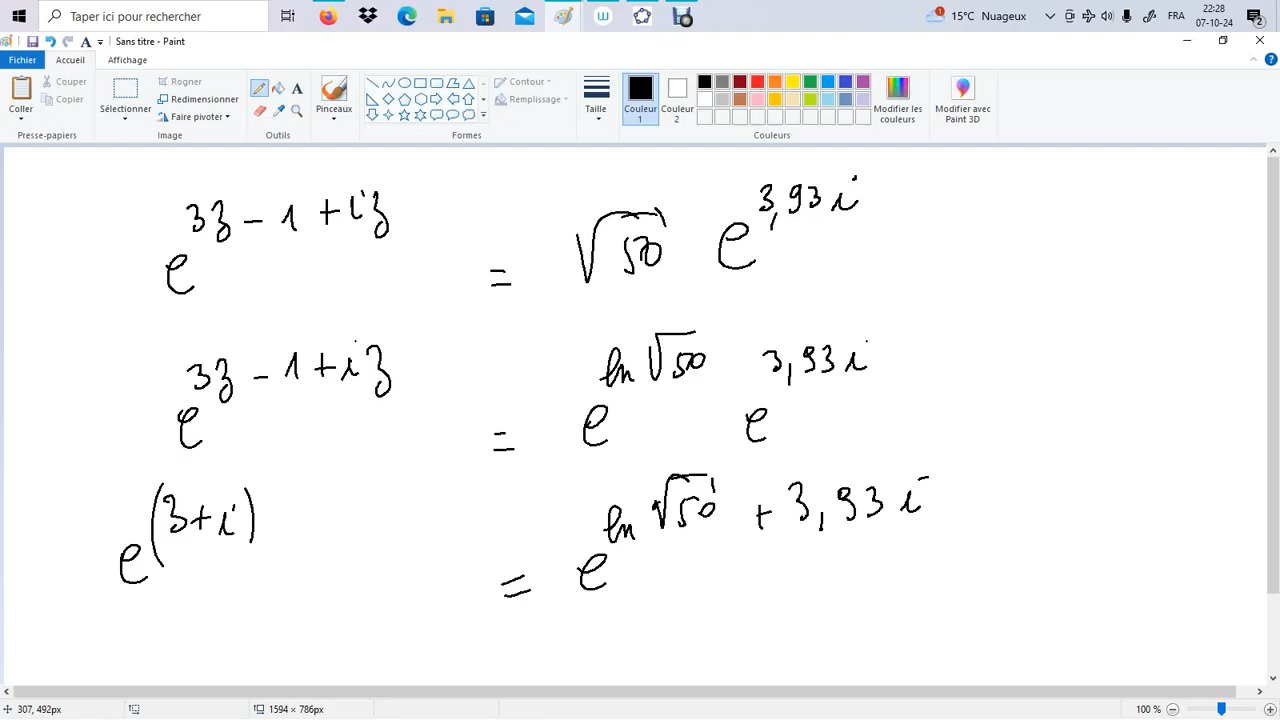 Taper ici pour rechercher
15°C Nuageux
FRA
22:28
07-10-24
2
Sans titre - Paint
Fichier Accueil Affichage
Coller
Couper
Copier
Presse-papiers
Sélectionner
Rogner
Redimensionner
Faire pivoter
Image
A
Outils
Pinceaux
Contour
Remplissage
Formes
Taille
Couleur 1
Couleur 2
Modifier les couleurs
Modifier avec Paint 3D
Couleurs
e^(3z - 1 + iz) = √50 e^(3,93 i)
e^(3z - 1 + iz) = e^(ln √50) e^(3,93 i)
e^(3 + i) = e^(ln √50 + 3,93 i)
307, 492px
1594 × 786px
100 %